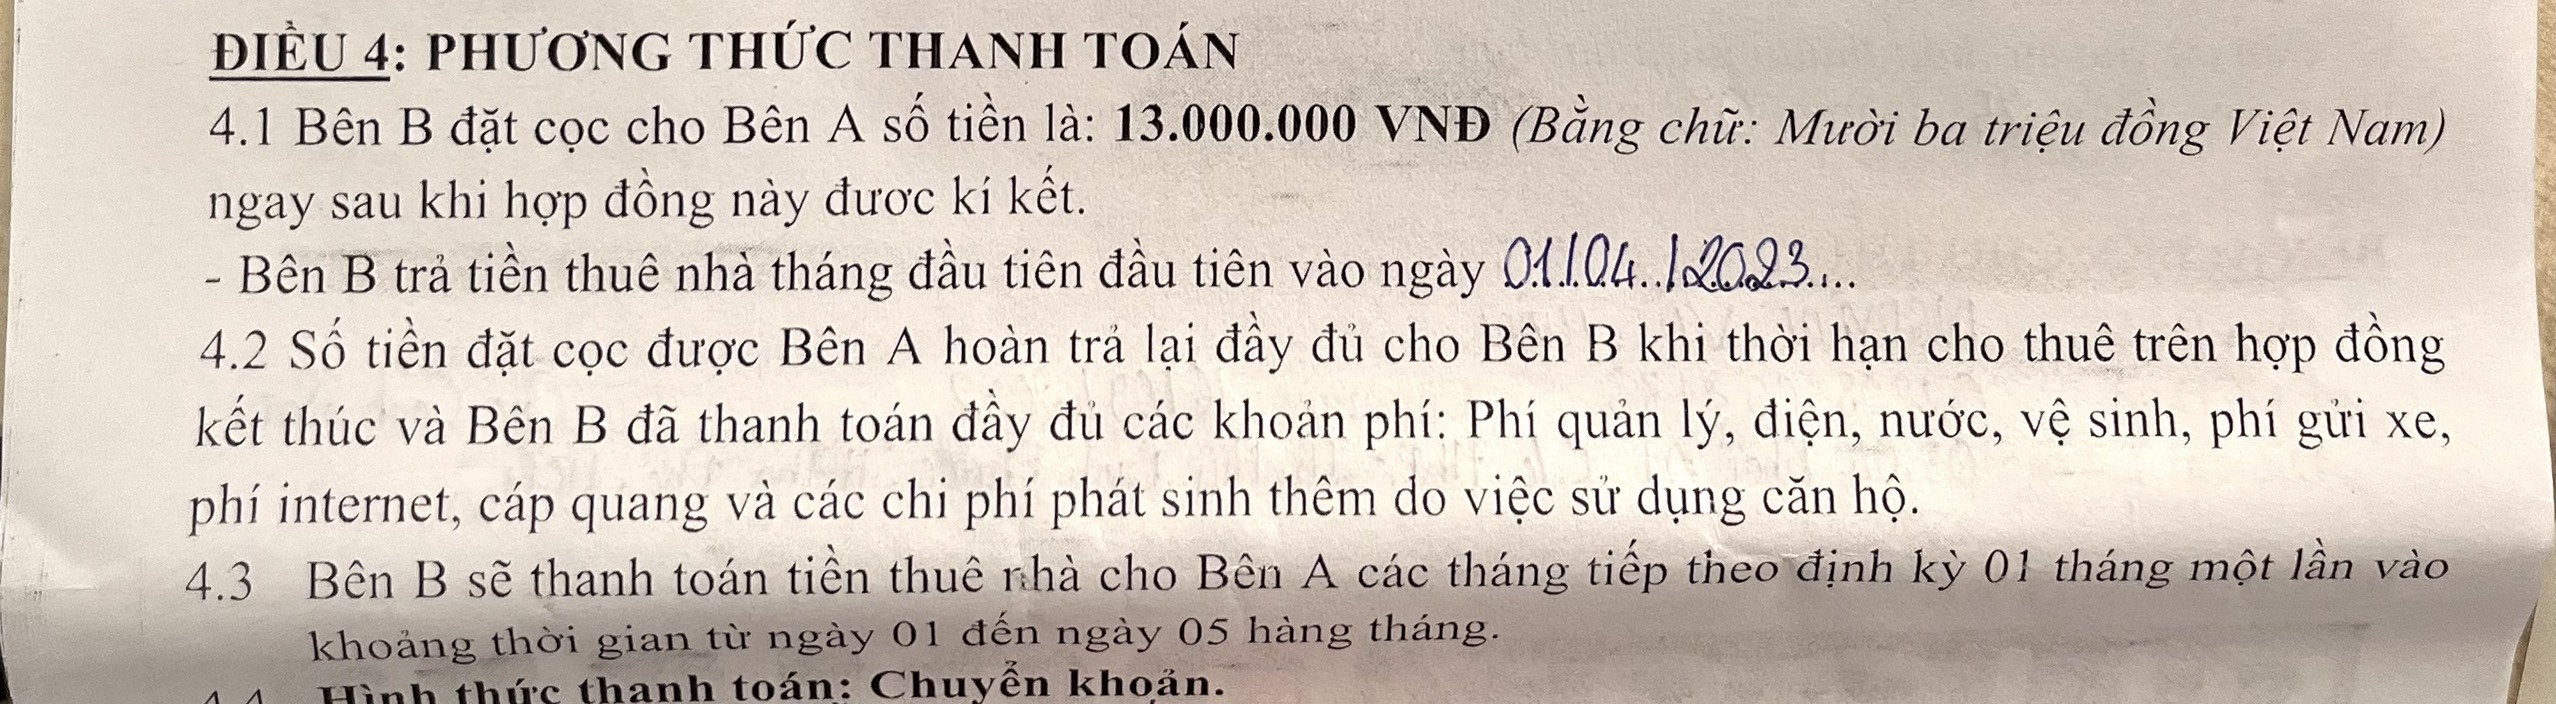 ĐIỀU 4: PHƯƠNG THỨC THANH TOÁN
4.1 Bên B đặt cọc cho Bên A số tiền là: 13.000.000 VNĐ (Bằng chữ: Mười ba triệu đồng Việt Nam)
ngay sau khi hợp đồng này đươc kí kết.
- Bên B trả tiền thuê nhà tháng đầu tiên đầu tiên vào ngày 01./.04../.2023....
4.2 Số tiền đặt cọc được Bên A hoàn trả lại đầy đủ cho Bên B khi thời hạn cho thuê trên hợp đồng
kết thúc và Bên B đã thanh toán đầy đủ các khoản phí: Phí quản lý, điện, nước, vệ sinh, phí gửi xe,
phí internet, cáp quang và các chi phí phát sinh thêm do việc sử dụng căn hộ.
4.3 Bên B sẽ thanh toán tiền thuê nhà cho Bên A các tháng tiếp theo định kỳ 01 tháng một lần vào
khoảng thời gian từ ngày 01 đến ngày 05 hàng tháng.
4.4 Hình thức thanh toán: Chuyển khoản.